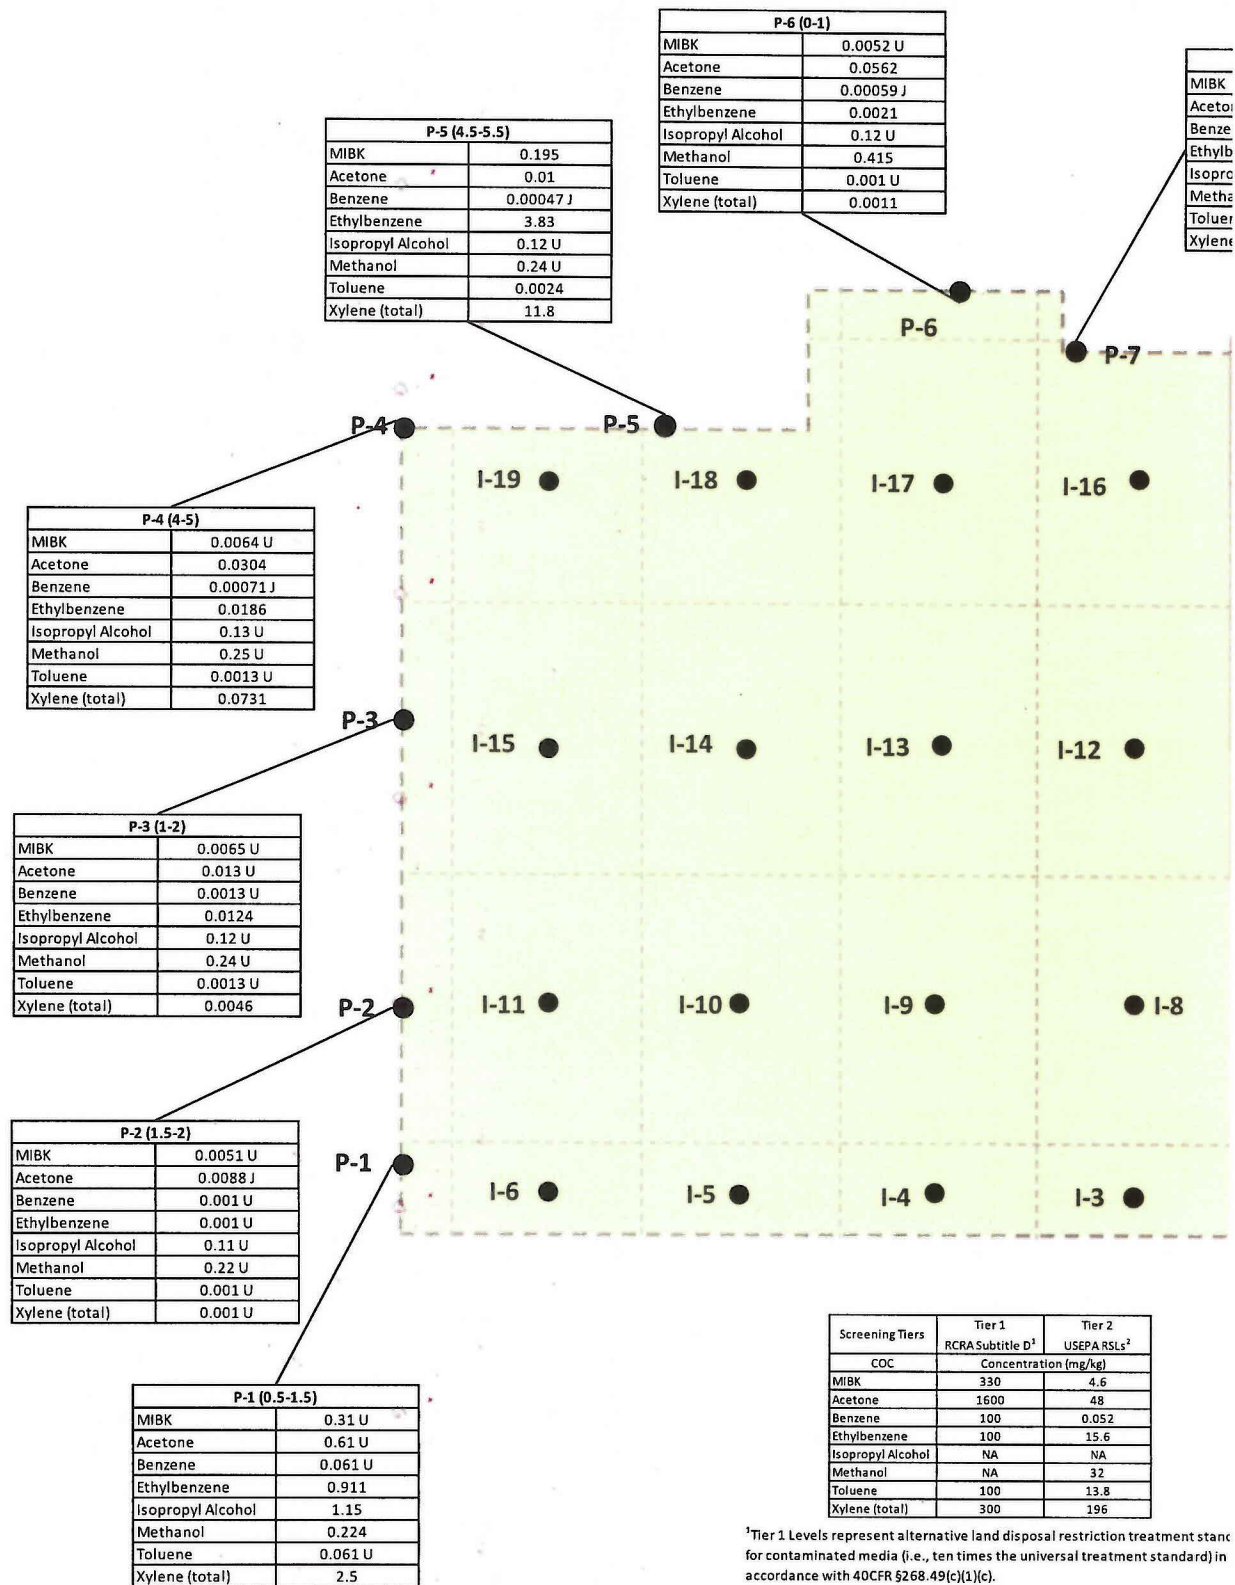 P-6 (0-1)
MIBK 0.0052 U
Acetone 0.0562
Benzene 0.00059 J
Ethylbenzene 0.0021
Isopropyl Alcohol 0.12 U
Methanol 0.415
Toluene 0.001 U
Xylene (total) 0.0011
MIBK
P-5 (4.5-5.5)
MIBK 0.195
Acetone 0.01
Benzene 0.00047 J
Ethylbenzene 3.83
Isopropyl Alcohol 0.12 U
Methanol 0.24 U
Toluene 0.0024
Xylene (total) 11.8
P-6
P-7
P-4
P-5
I-19
I-18
I-17
I-16
P-4 (4-5)
MIBK 0.0064 U
Acetone 0.0304
Benzene 0.00071 J
Ethylbenzene 0.0186
Isopropyl Alcohol 0.13 U
Methanol 0.25 U
Toluene 0.0013 U
Xylene (total) 0.0731
P-3
I-15
I-14
I-13
I-12
P-3 (1-2)
MIBK 0.0065 U
Acetone 0.013 U
Benzene 0.0013 U
Ethylbenzene 0.0124
Isopropyl Alcohol 0.12 U
Methanol 0.24 U
Toluene 0.0013 U
Xylene (total) 0.0046
P-2
I-11
I-10
I-9
I-8
P-2 (1.5-2)
MIBK 0.0051 U
Acetone 0.0088 J
Benzene 0.001 U
Ethylbenzene 0.001 U
Isopropyl Alcohol 0.11 U
Methanol 0.22 U
Toluene 0.001 U
Xylene (total) 0.001 U
P-1
I-6
I-5
I-4
I-3
P-1 (0.5-1.5)
MIBK 0.31 U
Acetone 0.61 U
Benzene 0.061 U
Ethylbenzene 0.911
Isopropyl Alcohol 1.15
Methanol 0.224
Toluene 0.061 U
Xylene (total) 2.5
Screening Tiers Tier 1 Tier 2
RCRA Subtitle D¹ USEPA RSLs²
COC Concentration (mg/kg)
MIBK 330 4.6
Acetone 1600 48
Benzene 100 0.052
Ethylbenzene 100 15.6
Isopropyl Alcohol NA NA
Methanol NA 32
Toluene 100 13.8
Xylene (total) 300 196
¹Tier 1 Levels represent alternative land disposal restriction treatment
for contaminated media (i.e., ten times the universal treatment standard) in
accordance with 40CFR §268.49(c)(1)(c).